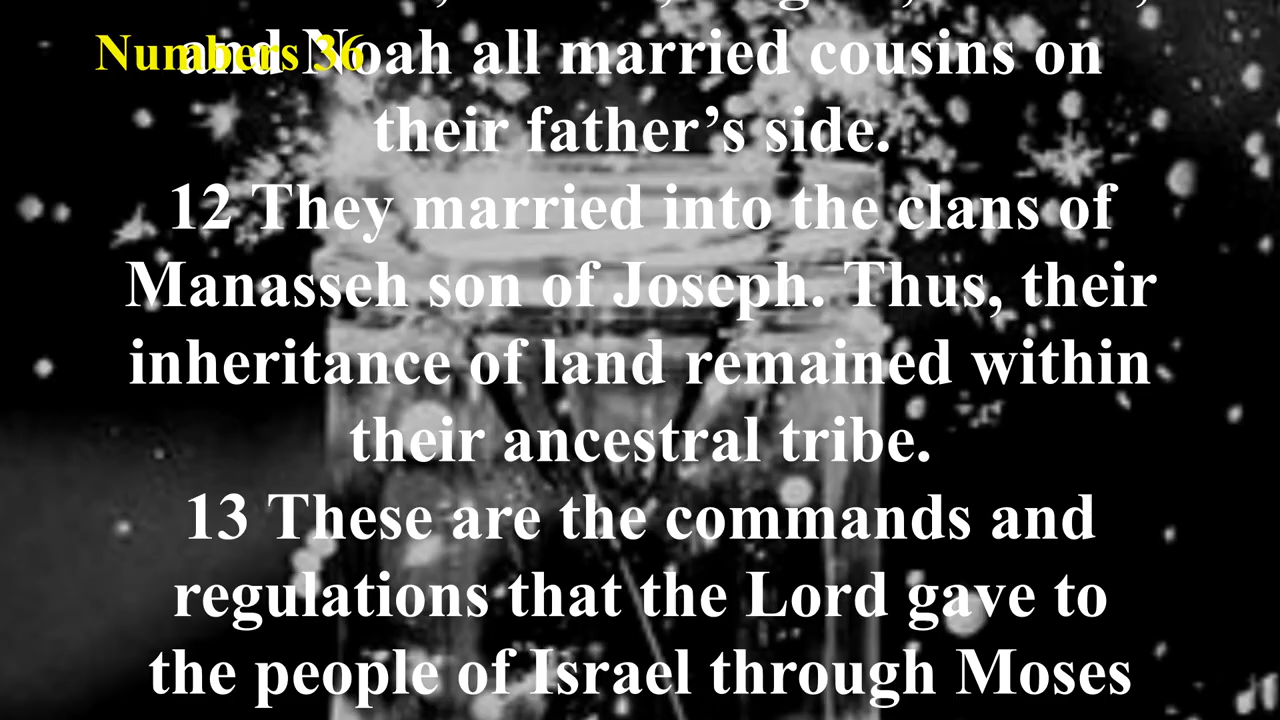 Numbers 36
and Noah all married cousins on
their father’s side.
12 They married into the clans of
Manasseh son of Joseph. Thus, their
inheritance of land remained within
their ancestral tribe.
13 These are the commands and
regulations that the Lord gave to
the people of Israel through Moses